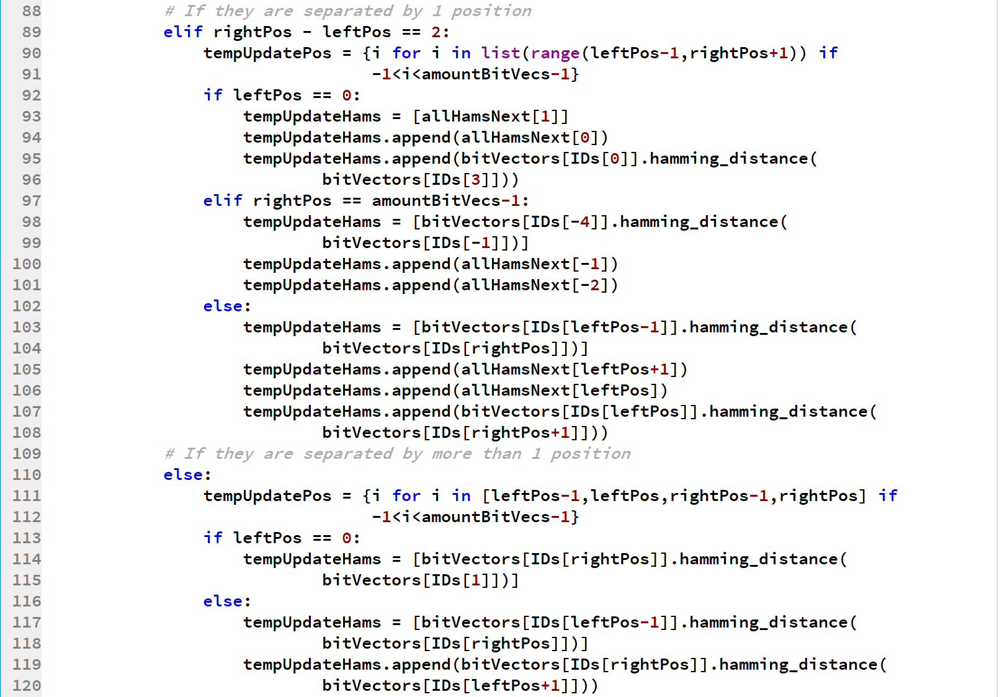 88 # If they are separated by 1 position
89 elif rightPos - leftPos == 2:
90 tempUpdatePos = {i for i in list(range(leftPos-1,rightPos+1)) if
91 -1<i<amountBitVecs-1}
92 if leftPos == 0:
93 tempUpdateHams = [allHamsNext[1]]
94 tempUpdateHams.append(allHamsNext[0])
95 tempUpdateHams.append(bitVectors[IDs[0]].hamming_distance(
96 bitVectors[IDs[3]]))
97 elif rightPos == amountBitVecs-1:
98 tempUpdateHams = [bitVectors[IDs[-4]].hamming_distance(
99 bitVectors[IDs[-1]])]
100 tempUpdateHams.append(allHamsNext[-1])
101 tempUpdateHams.append(allHamsNext[-2])
102 else:
103 tempUpdateHams = [bitVectors[IDs[leftPos-1]].hamming_distance(
104 bitVectors[IDs[rightPos]])]
105 tempUpdateHams.append(allHamsNext[leftPos+1])
106 tempUpdateHams.append(allHamsNext[leftPos])
107 tempUpdateHams.append(bitVectors[IDs[leftPos]].hamming_distance(
108 bitVectors[IDs[rightPos+1]]))
109 # If they are separated by more than 1 position
110 else:
111 tempUpdatePos = {i for i in [leftPos-1,leftPos,rightPos-1,rightPos] if
112 -1<i<amountBitVecs-1}
113 if leftPos == 0:
114 tempUpdateHams = [bitVectors[IDs[rightPos]].hamming_distance(
115 bitVectors[IDs[1]])]
116 else:
117 tempUpdateHams = [bitVectors[IDs[leftPos-1]].hamming_distance(
118 bitVectors[IDs[rightPos]])]
119 tempUpdateHams.append(bitVectors[IDs[rightPos]].hamming_distance(
120 bitVectors[IDs[leftPos+1]]))